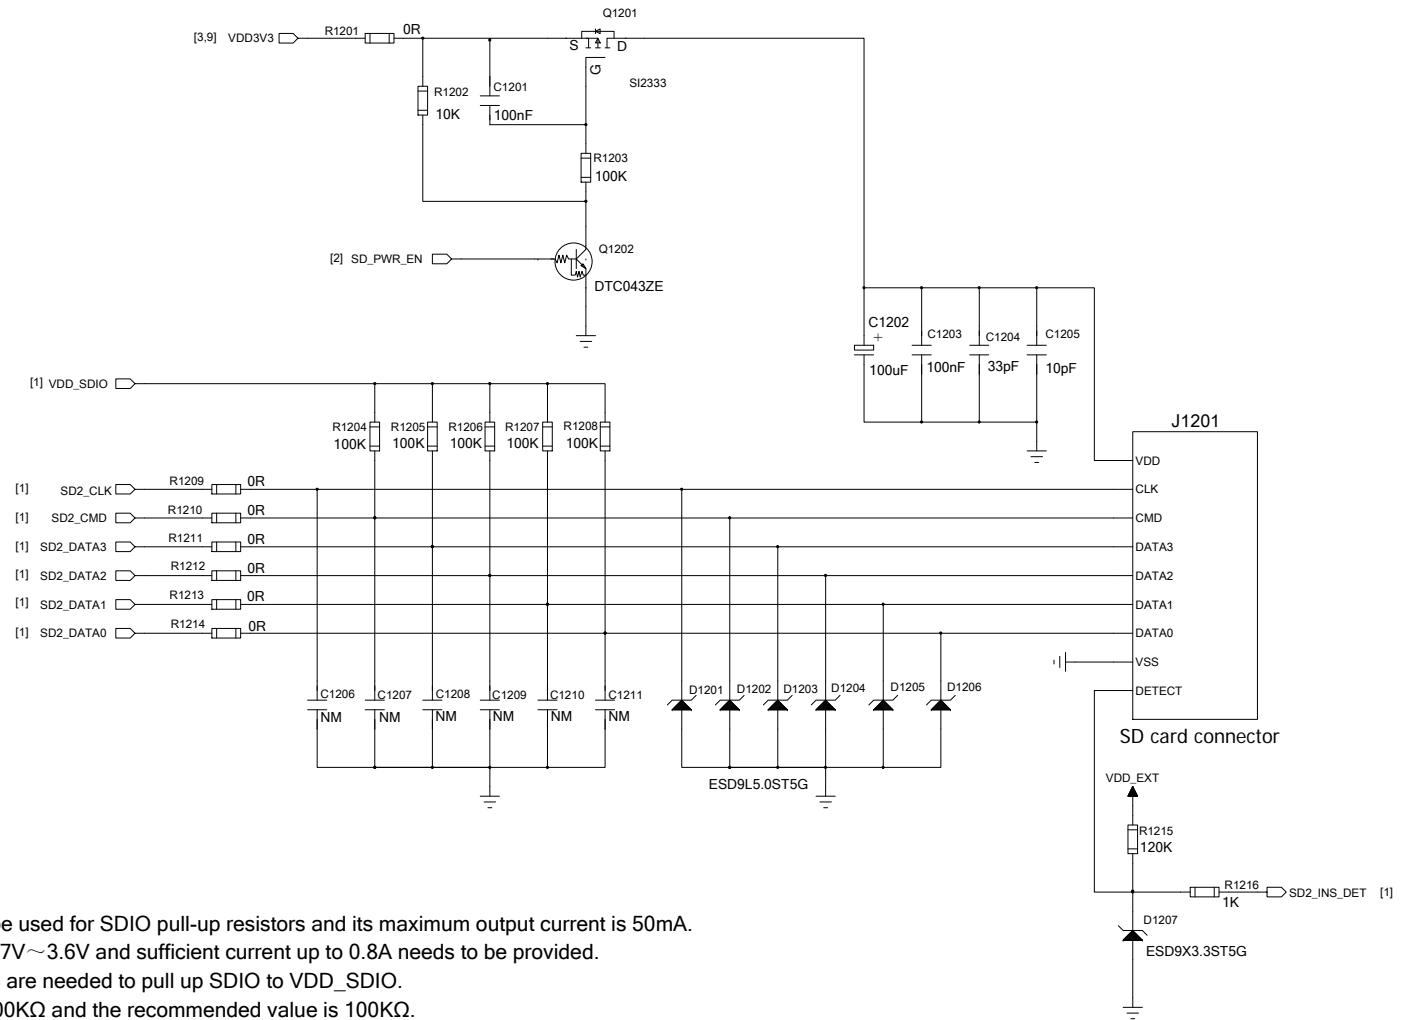 Q1201
[3,9] VDD3V3 R1201 0R
S D
G
SI2333
R1202
10K
C1201
100nF
R1203
100K
[2] SD_PWR_EN
Q1202
DTC043ZE
C1202
+
100uF
C1203
100nF
C1204
33pF
C1205
10pF
[1] VDD_SDIO
R1204 R1205 R1206 R1207 R1208
100K 100K 100K 100K 100K
J1201
VDD
[1] SD2_CLK R1209 0R CLK
[1] SD2_CMD R1210 0R CMD
[1] SD2_DATA3 R1211 0R DATA3
[1] SD2_DATA2 R1212 0R DATA2
[1] SD2_DATA1 R1213 0R DATA1
[1] SD2_DATA0 R1214 0R DATA0
VSS
DETECT
C1206 C1207 C1208 C1209 C1210 C1211
NM NM NM NM NM NM
D1201 D1202 D1203 D1204 D1205 D1206
ESD9L5.0ST5G
SD card connector
VDD_EXT
R1215
120K
R1216
1K
SD2_INS_DET [1]
D1207
ESD9X3.3ST5G
be used for SDIO pull-up resistors and its maximum output current is 50mA.
7V～3.6V and sufficient current up to 0.8A needs to be provided.
are needed to pull up SDIO to VDD_SDIO.
00KΩ and the recommended value is 100KΩ.